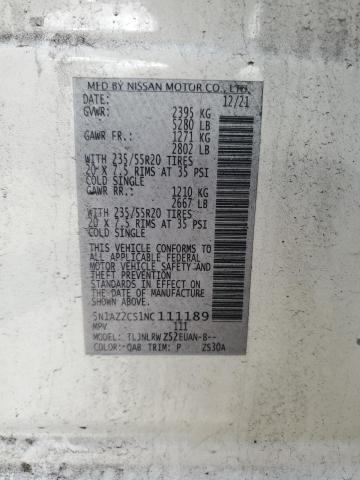 MFD BY NISSAN MOTOR CO., LTD.
DATE: 12/21
GVWR: 2395 KG
5280 LB
GAWR FR.: 1271 KG
2802 LB
WITH 235/55R20 TIRES
20 X 7.5 RIMS AT 35 PSI
COLD SINGLE
GAWR RR.: 1210 KG
2667 LB
WITH 235/55R20 TIRES
20 X 7.5 RIMS AT 35 PSI
COLD SINGLE
THIS VEHICLE CONFORMS TO
ALL APPLICABLE FEDERAL
MOTOR VEHICLE SAFETY AND
THEFT PREVENTION
STANDARDS IN EFFECT ON
THE DATE OF MANUFACTURE
SHOWN ABOVE.
5N1AZ2CS1NC111189
MPV 111
MODEL: TLJNLRWZ52EUAN-B--
COLOR: QAB TRIM: P ZS30A